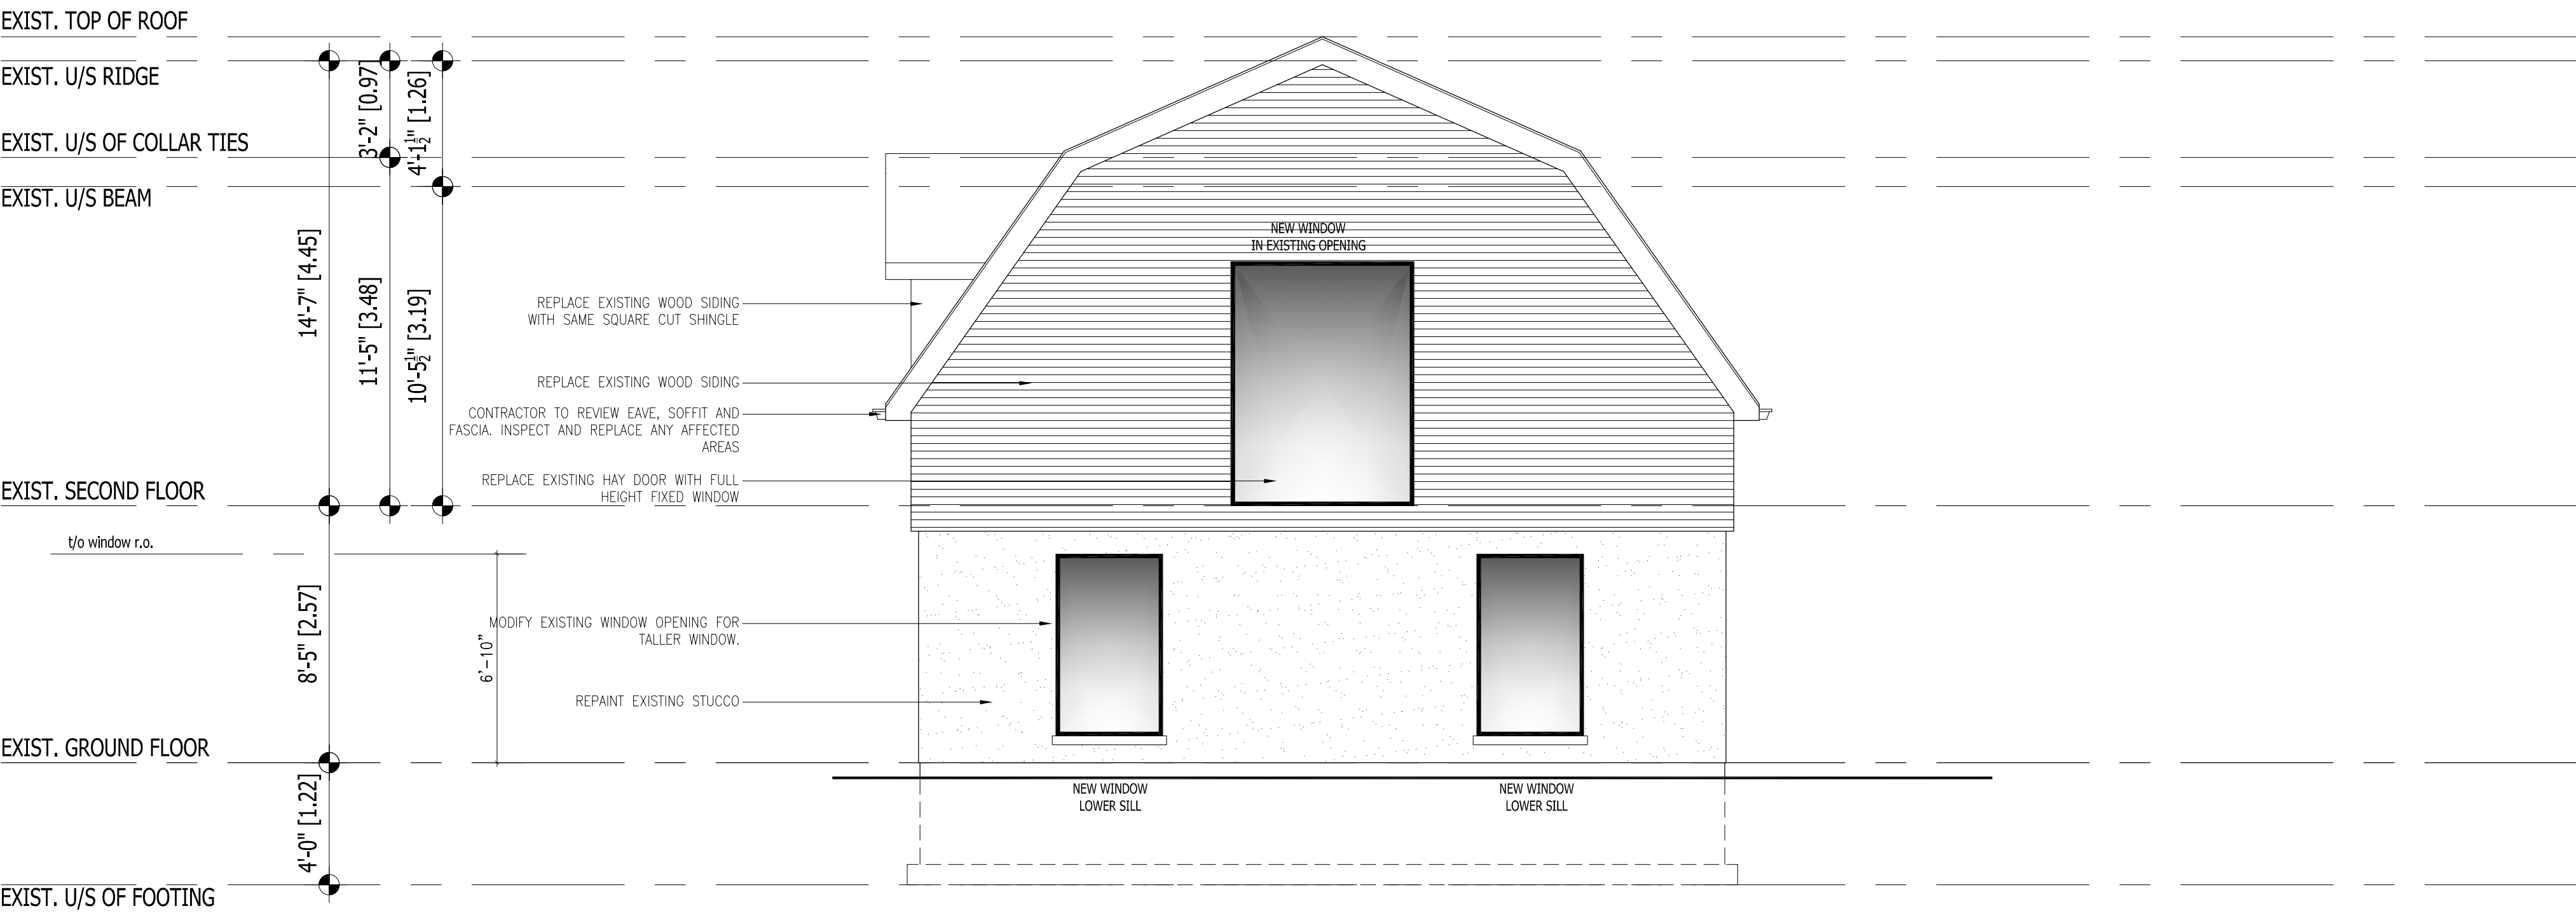 EXIST. TOP OF ROOF
EXIST. U/S RIDGE
EXIST. U/S OF COLLAR TIES
EXIST. U/S BEAM
3'-2" [0.97]
4'-1½" [1.26]
14'-7" [4.45]
11'-5" [3.48]
10'-5½" [3.19]
NEW WINDOW
IN EXISTING OPENING
REPLACE EXISTING WOOD SIDING
WITH SAME SQUARE CUT SHINGLE
REPLACE EXISTING WOOD SIDING
CONTRACTOR TO REVIEW EAVE, SOFFIT AND
FASCIA. INSPECT AND REPLACE ANY AFFECTED
AREAS
REPLACE EXISTING HAY DOOR WITH FULL
HEIGHT FIXED WINDOW
EXIST. SECOND FLOOR
t/o window r.o.
8'-5" [2.57]
6'-10"
MODIFY EXISTING WINDOW OPENING FOR
TALLER WINDOW.
REPAINT EXISTING STUCCO
EXIST. GROUND FLOOR
4'-0" [1.22]
NEW WINDOW
LOWER SILL
NEW WINDOW
LOWER SILL
EXIST. U/S OF FOOTING